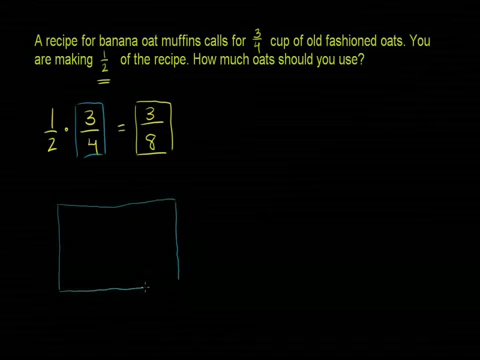 A recipe for banana oat muffins calls for 3/4 cup of old fashioned oats. You
are making 1/2 of the recipe. How much oats should you use?
1/2 · 3/4 = 3/8